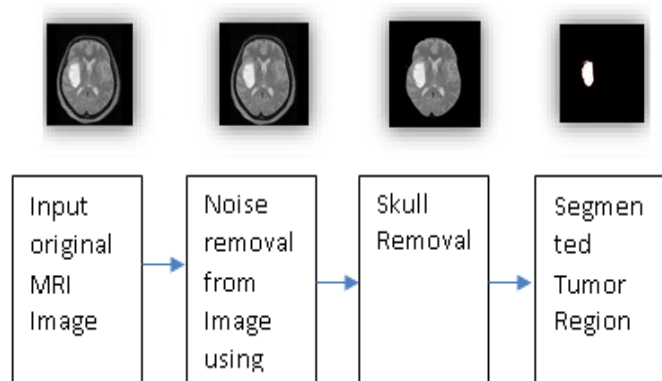 Input
original
MRI
Image
Noise
removal
from
Image
using
Skull
Removal
Segmen
ted
Tumor
Region